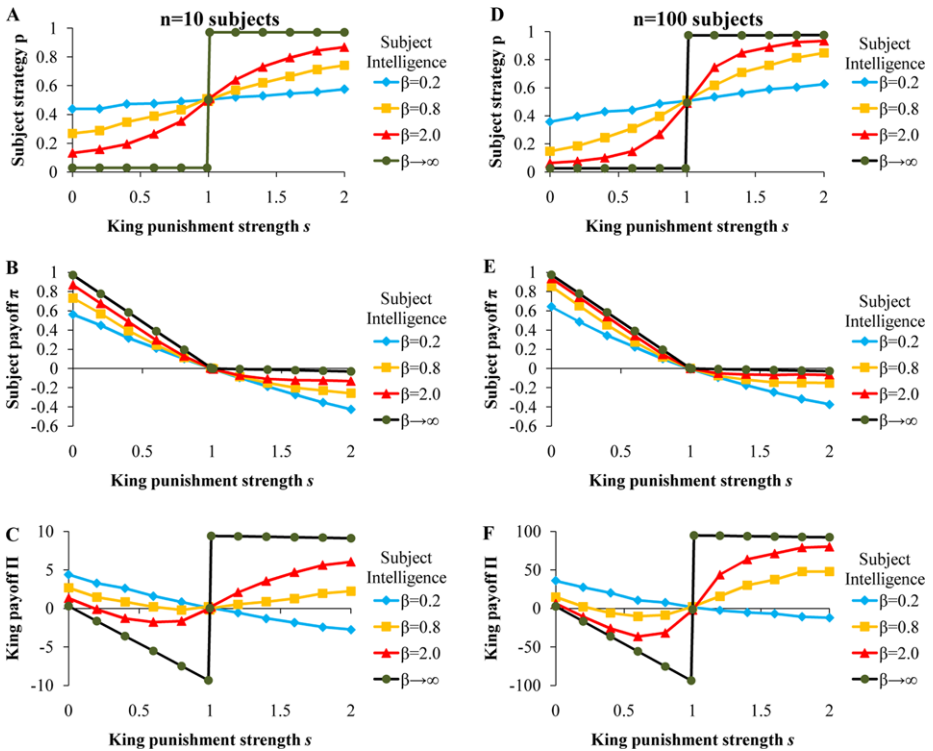 A n=10 subjects
Subject strategy p
1
0.8
0.6
0.4
0.2
0
0 0.5 1 1.5 2
King punishment strength s
Subject
Intelligence
β=0.2
β=0.8
β=2.0
β→∞
D n=100 subjects
Subject strategy p
1
0.8
0.6
0.4
0.2
0
0 0.5 1 1.5 2
King punishment strength s
Subject
Intelligence
β=0.2
β=0.8
β=2.0
β→∞
B
Subject payoff π
1
0.8
0.6
0.4
0.2
0
-0.2
-0.4
-0.6
0 0.5 1 1.5 2
King punishment strength s
Subject
Intelligence
β=0.2
β=0.8
β=2.0
β→∞
E
Subject payoff π
1
0.8
0.6
0.4
0.2
0
-0.2
-0.4
-0.6
0 0.5 1 1.5 2
King punishment strength s
Subject
Intelligence
β=0.2
β=0.8
β=2.0
β→∞
C
King payoff Π
10
5
0
-5
-10
0 0.5 1 1.5 2
King punishment strength s
Subject
Intelligence
β=0.2
β=0.8
β=2.0
β→∞
F
King payoff Π
100
50
0
-50
-100
0 0.5 1 1.5 2
King punishment strength s
Subject
Intelligence
β=0.2
β=0.8
β=2.0
β→∞